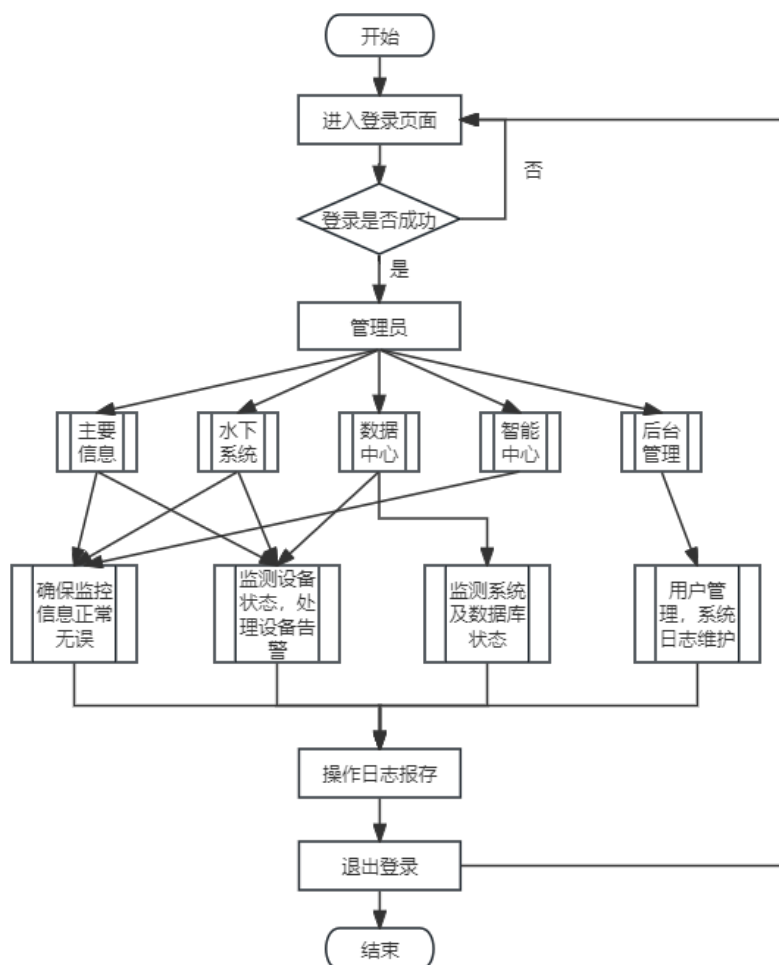 开始
进入登录页面
否
登录是否成功
是
管理员
主要
信息
水下
系统
数据
中心
智能
中心
后台
管理
确保监控
信息正常
无误
监测设备
状态，处
理设备告
警
监测系统
及数据库
状态
用户管
理，系统
日志维护
操作日志报存
退出登录
结束